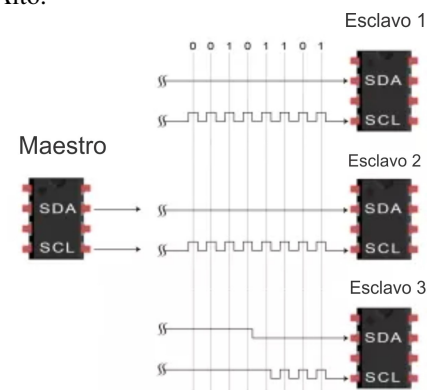 Alto.
Esclavo 1
0 0 1 0 1 1 0 1
SDA
SCL
Maestro
SDA
SCL
Esclavo 2
SDA
SCL
Esclavo 3
SDA
SCL